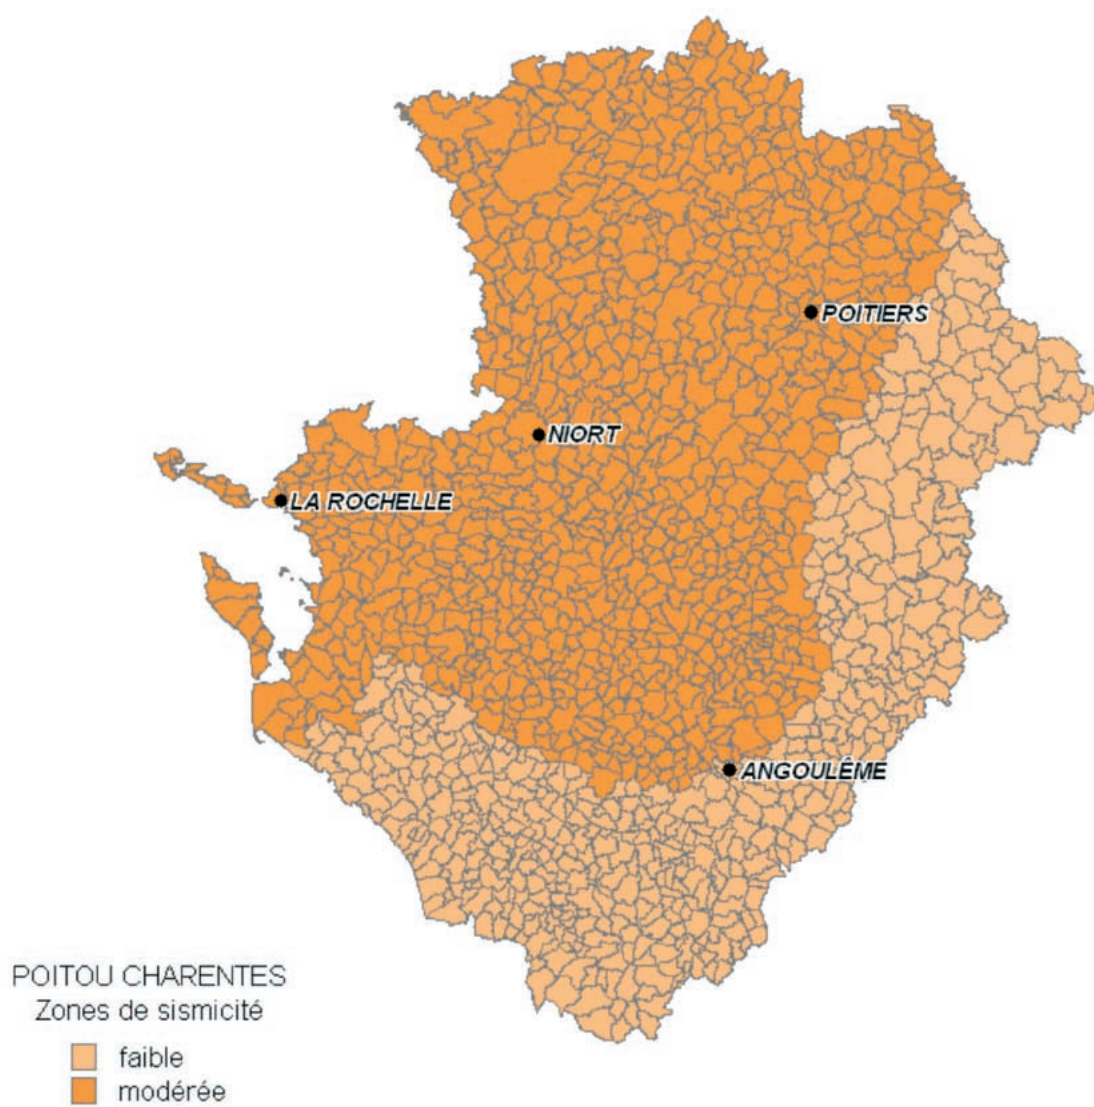 POITIERS
NIORT
LA ROCHELLE
ANGOULÊME
POITOU CHARENTES
Zones de sismicité
faible
modérée